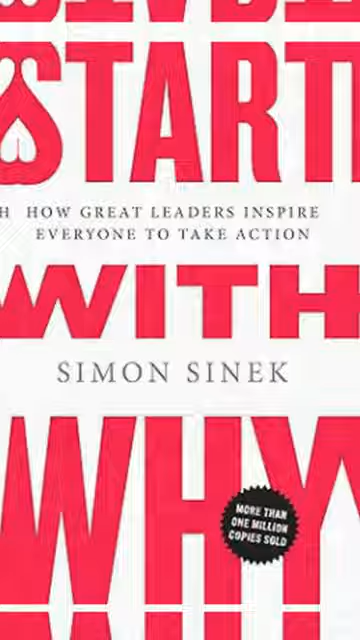 START
H HOW GREAT LEADERS INSPIRE
EVERYONE TO TAKE ACTION
WITH
SIMON SINEK
WHY
MORE THAN
ONE MILLION
COPIES SOLD